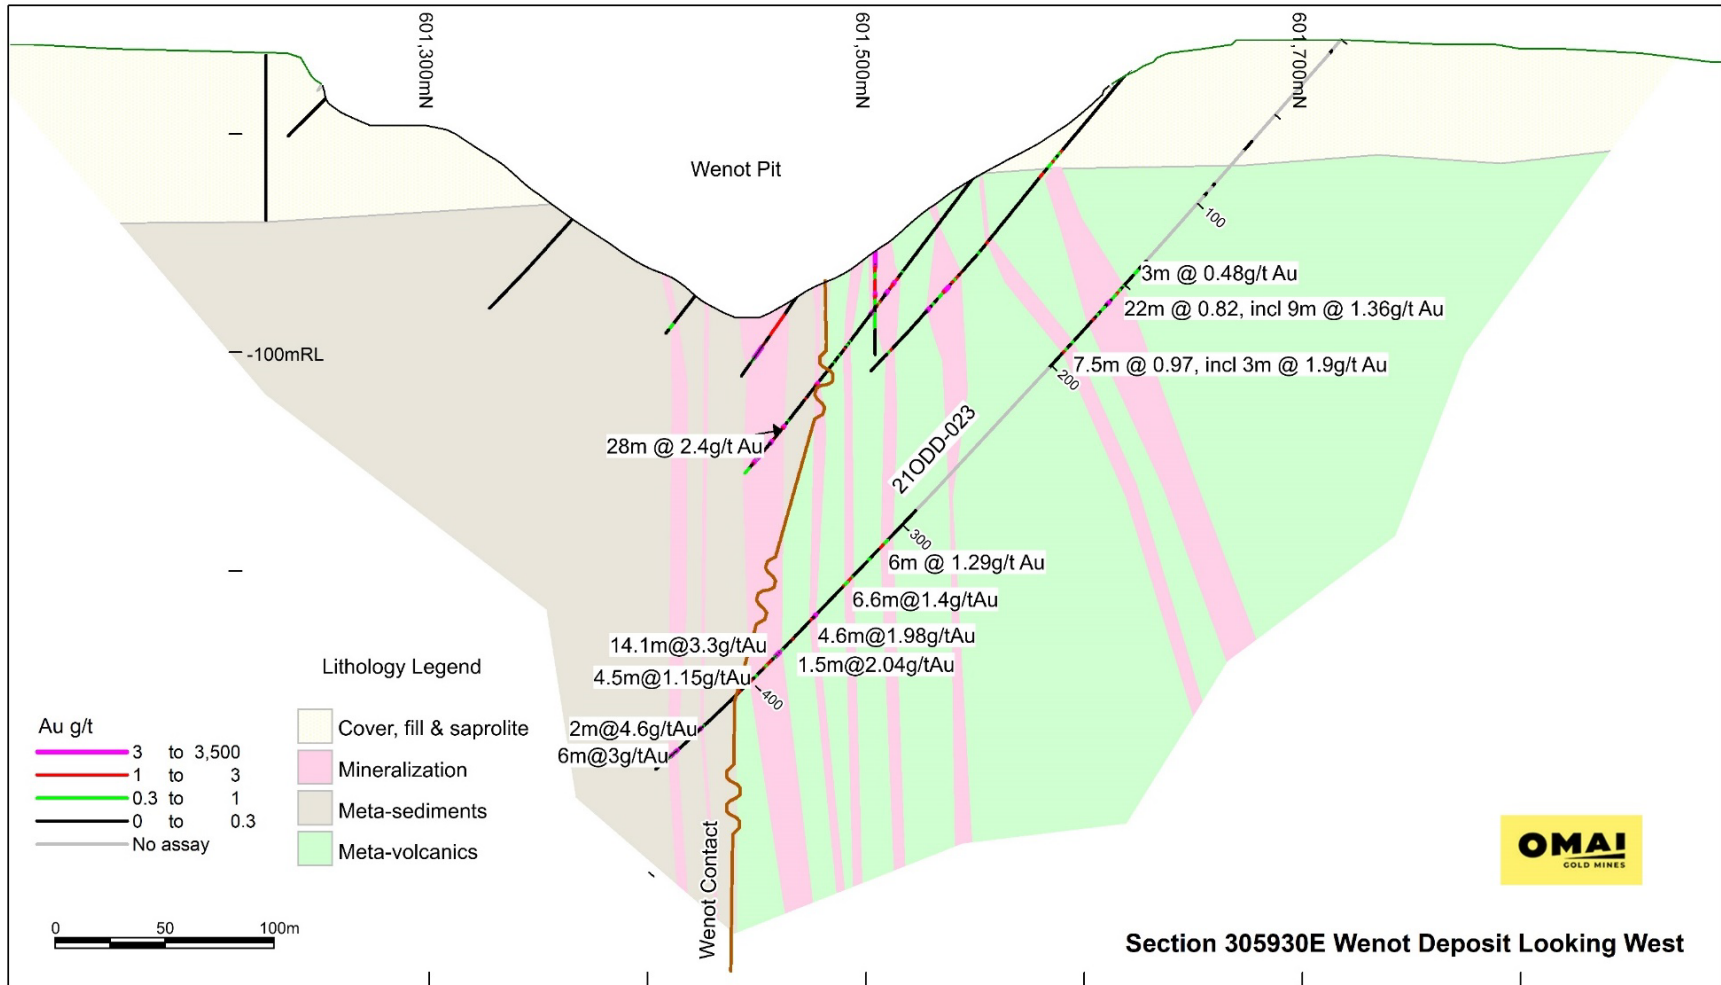 601,300mN
601,500mN
601,700mN
Wenot Pit
100
3m @ 0.48g/t Au
22m @ 0.82, incl 9m @ 1.36g/t Au
-100mRL
7.5m @ 0.97, incl 3m @ 1.9g/t Au
200
28m @ 2.4g/t Au
21ODD-023
300
6m @ 1.29g/t Au
6.6m@1.4g/tAu
4.6m@1.98g/tAu
14.1m@3.3g/tAu
1.5m@2.04g/tAu
4.5m@1.15g/tAu
400
2m@4.6g/tAu
6m@3g/tAu
Lithology Legend
Cover, fill & saprolite
Mineralization
Meta-sediments
Meta-volcanics
Au g/t
3 to 3,500
1 to 3
0.3 to 1
0 to 0.3
No assay
Wenot Contact
0 50 100m
OMAI
GOLD MINES
Section 305930E Wenot Deposit Looking West